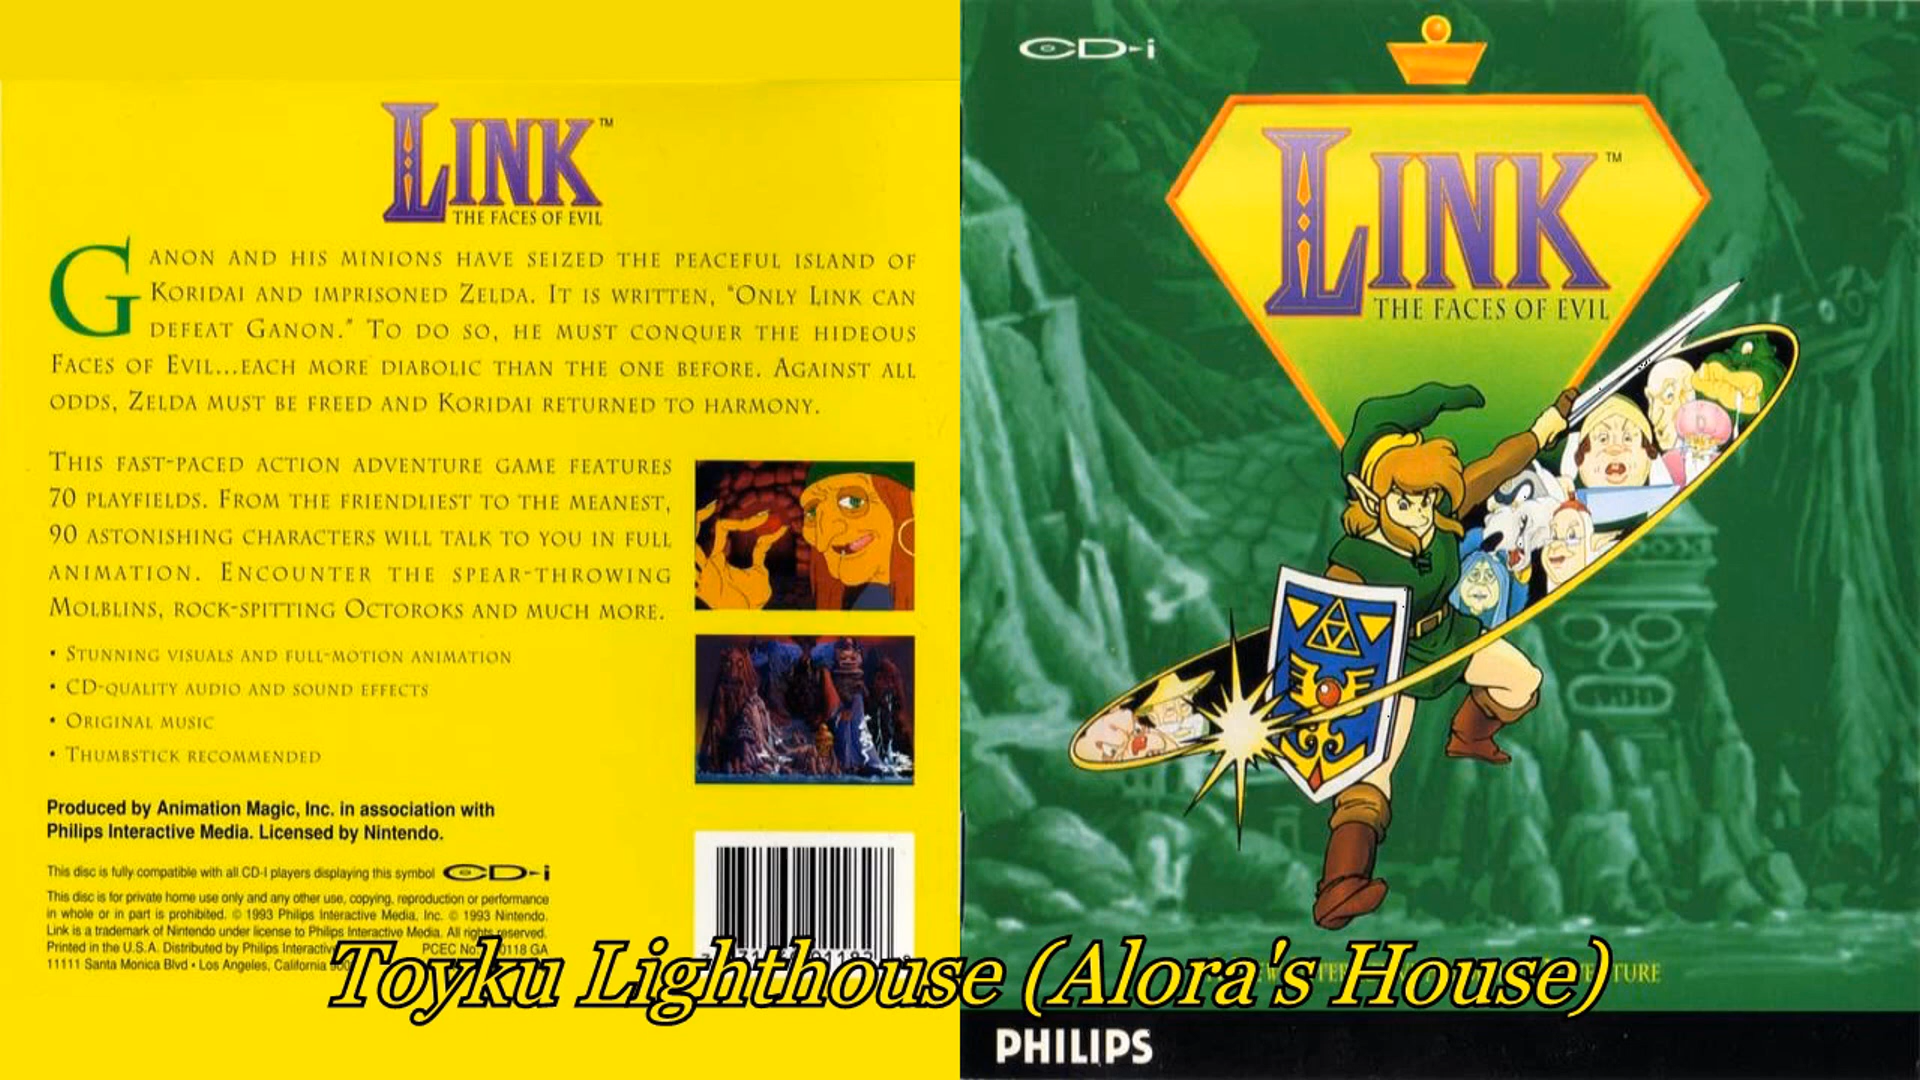 LINK™
THE FACES OF EVIL
GANON AND HIS MINIONS HAVE SEIZED THE PEACEFUL ISLAND OF
KORIDAI AND IMPRISONED ZELDA. IT IS WRITTEN, "ONLY LINK CAN
DEFEAT GANON." TO DO SO, HE MUST CONQUER THE HIDEOUS
FACES OF EVIL...EACH MORE DIABOLIC THAN THE ONE BEFORE. AGAINST ALL
ODDS, ZELDA MUST BE FREED AND KORIDAI RETURNED TO HARMONY.
THIS FAST-PACED ACTION ADVENTURE GAME FEATURES
70 PLAYFIELDS. FROM THE FRIENDLIEST TO THE MEANEST,
90 ASTONISHING CHARACTERS WILL TALK TO YOU IN FULL
ANIMATION. ENCOUNTER THE SPEAR-THROWING
MOLBLINS, ROCK-SPITTING OCTOROKS AND MUCH MORE.
• STUNNING VISUALS AND FULL-MOTION ANIMATION
• CD-QUALITY AUDIO AND SOUND EFFECTS
• ORIGINAL MUSIC
• THUMBSTICK RECOMMENDED
Produced by Animation Magic, Inc. in association with
Philips Interactive Media. Licensed by Nintendo.
This disc is fully compatible with all CD-I players displaying this symbol CD-i
This disc is for private home use only and any other use, copying, reproduction or performance
in whole or in part is prohibited. © 1993 Philips Interactive Media, Inc. © 1993 Nintendo.
Link is a trademark of Nintendo under license to Philips Interactive Media. All rights reserved.
Printed in the U.S.A. Distributed by Philips PCEC GA
11111 Santa Monica Blvd • Los Angeles, California
CD-i
LINK™
THE FACES OF EVIL
Toyku Lighthouse (Alora's House)
PHILIPS